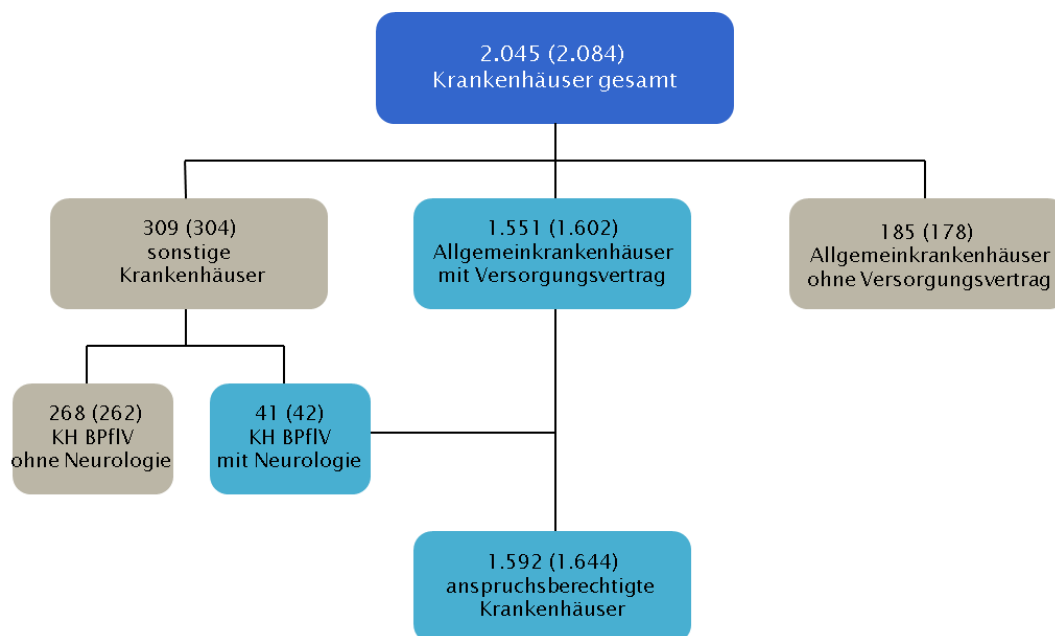 2.045 (2.084)
Krankenhäuser gesamt
309 (304)
sonstige
Krankenhäuser
1.551 (1.602)
Allgemeinkrankenhäuser
mit Versorgungsvertrag
185 (178)
Allgemeinkrankenhäuser
ohne Versorgungsvertrag
268 (262)
KH BPflV
ohne Neurologie
41 (42)
KH BPflV
mit Neurologie
1.592 (1.644)
anspruchsberechtigte
Krankenhäuser